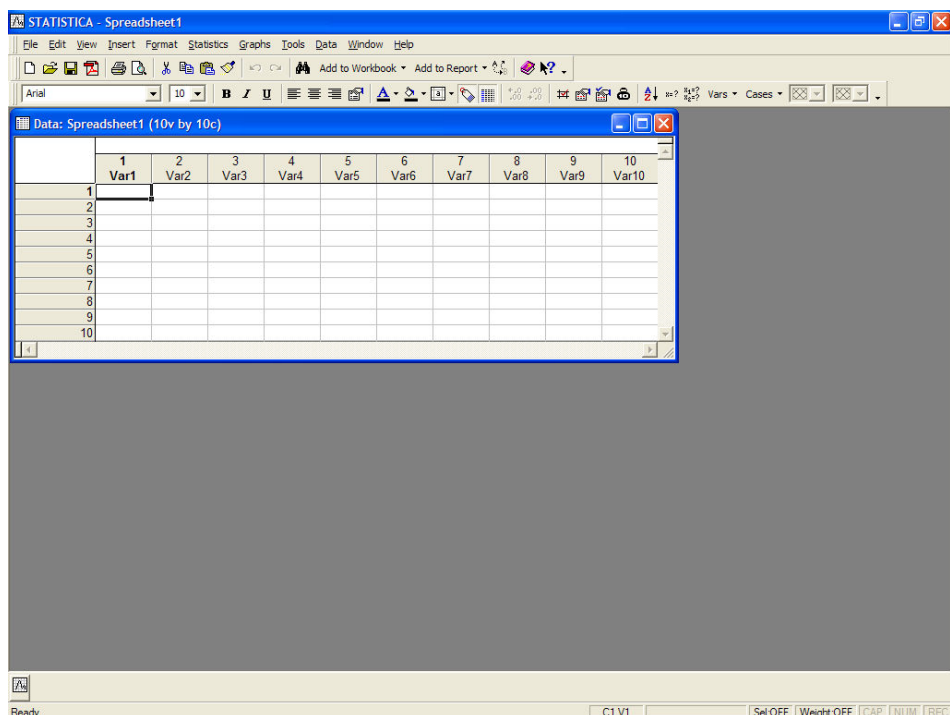 STATISTICA - Spreadsheet1
File Edit View Insert Format Statistics Graphs Tools Data Window Help
Add to Workbook Add to Report
Arial 10 B I U A a x=? Vars Cases
Data: Spreadsheet1 (10v by 10c)
1 2 3 4 5 6 7 8 9 10
Var1 Var2 Var3 Var4 Var5 Var6 Var7 Var8 Var9 Var10
1
2
3
4
5
6
7
8
9
10
Ready C1,V1 Sel:OFF Weight:OFF CAP NUM REC